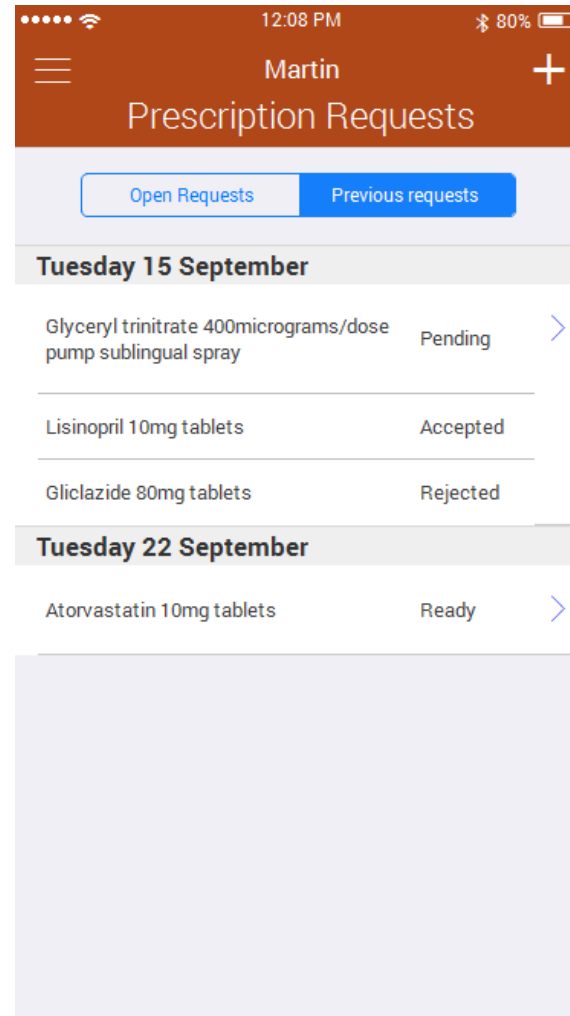 12:08 PM 80%
Martin
Prescription Requests
Open Requests Previous requests
Tuesday 15 September
Glyceryl trinitrate 400micrograms/dose
pump sublingual spray Pending
Lisinopril 10mg tablets Accepted
Gliclazide 80mg tablets Rejected
Tuesday 22 September
Atorvastatin 10mg tablets Ready